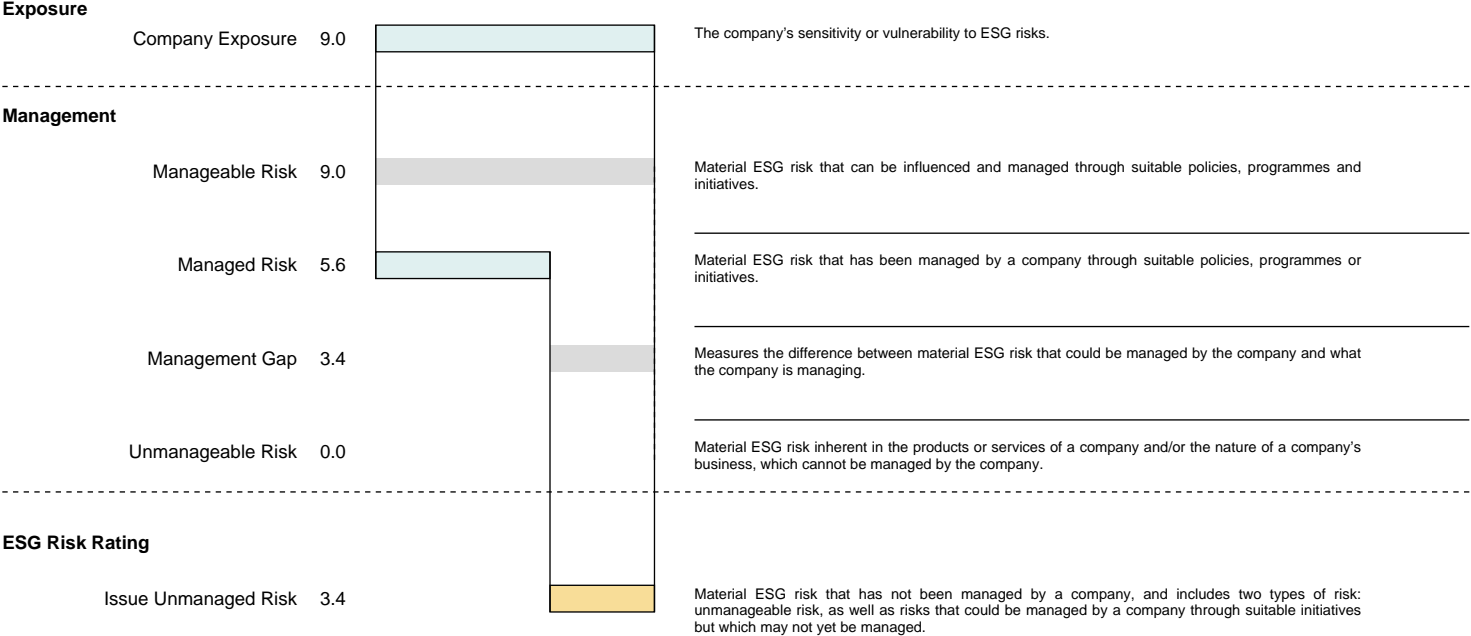 Exposure
Company Exposure 9.0
The company’s sensitivity or vulnerability to ESG risks.
Management
Manageable Risk 9.0
Material ESG risk that can be influenced and managed through suitable policies, programmes and
initiatives.
Managed Risk 5.6
Material ESG risk that has been managed by a company through suitable policies, programmes or
initiatives.
Management Gap 3.4
Measures the difference between material ESG risk that could be managed by the company and what
the company is managing.
Unmanageable Risk 0.0
Material ESG risk inherent in the products or services of a company and/or the nature of a company’s
business, which cannot be managed by the company.
ESG Risk Rating
Issue Unmanaged Risk 3.4
Material ESG risk that has not been managed by a company, and includes two types of risk:
unmanageable risk, as well as risks that could be managed by a company through suitable initiatives
but which may not yet be managed.